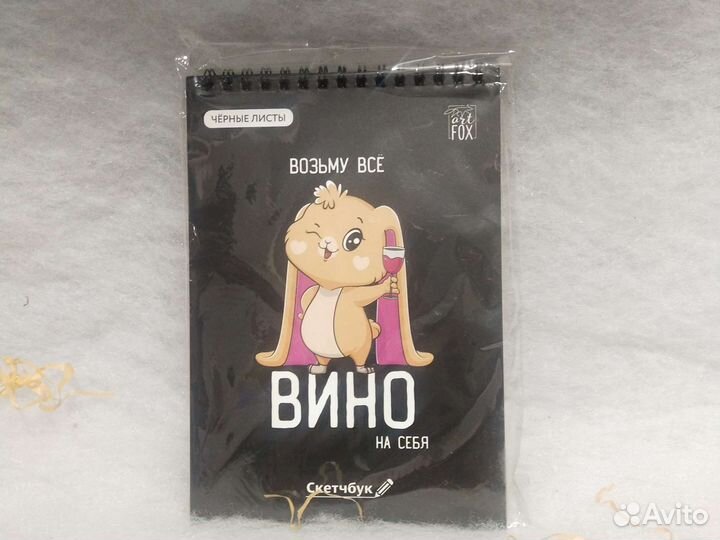 ЧЁРНЫЕ ЛИСТЫ
art
FOX
ВОЗЬМУ ВСЁ
ВИНО
НА СЕБЯ
Скетчбук
Avito